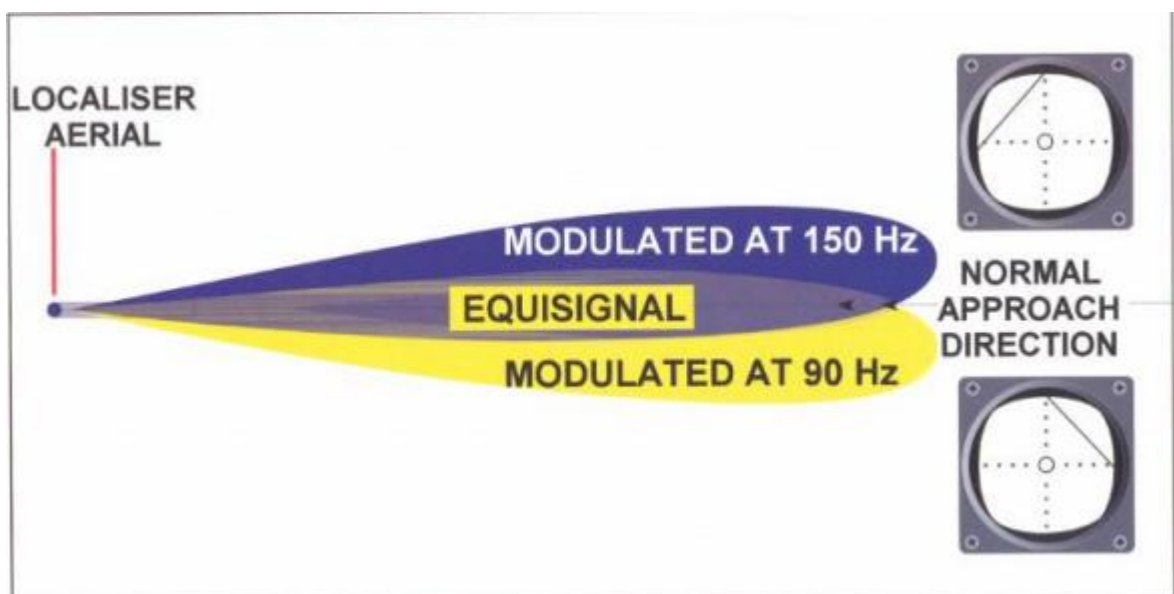 LOCALISER
AERIAL
MODULATED AT 150 Hz
EQUISIGNAL
MODULATED AT 90 Hz
NORMAL
APPROACH
DIRECTION